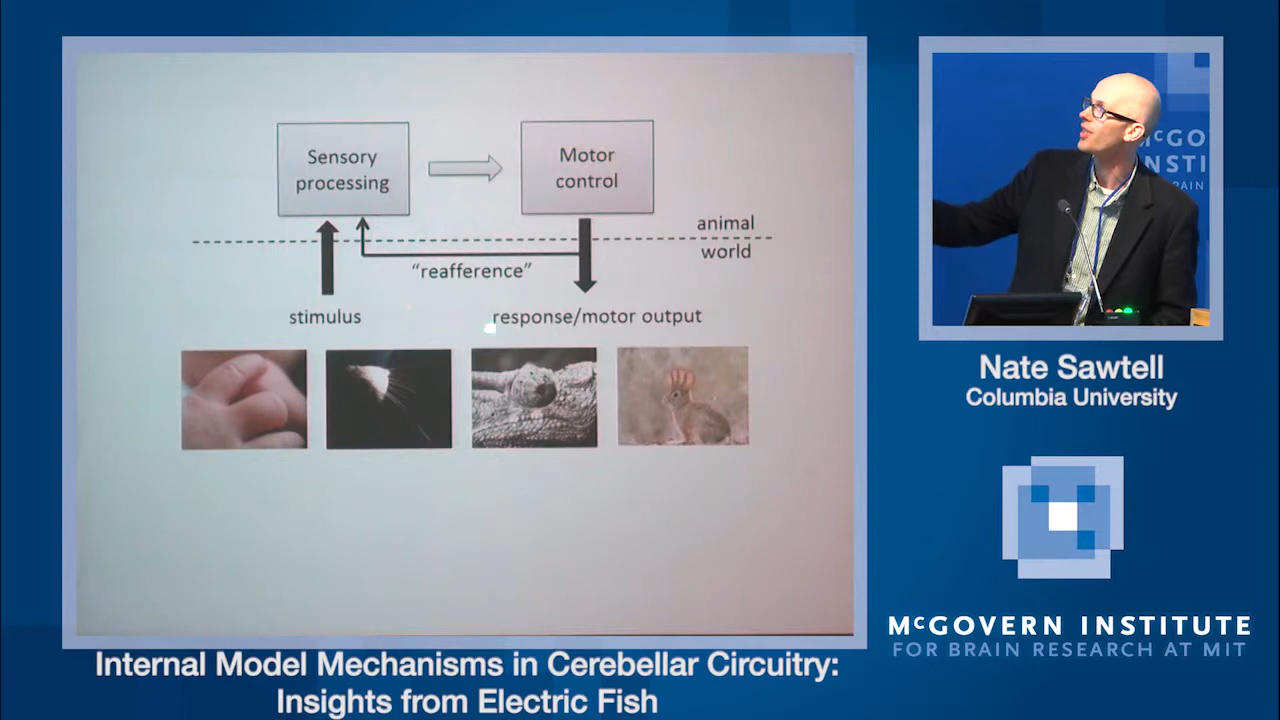 Sensory
processing
Motor
control
animal
world
“reafference”
stimulus
response/motor output
Nate Sawtell
Columbia University
McGOVERN INSTITUTE
FOR BRAIN RESEARCH AT MIT
Internal Model Mechanisms in Cerebellar Circuitry:
Insights from Electric Fish